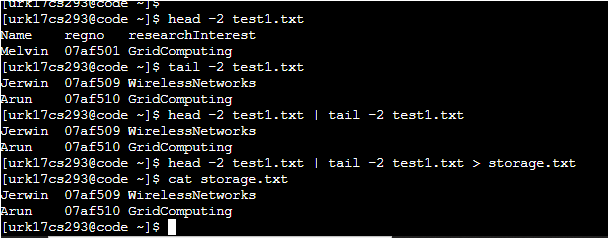 [urk17cs293@code ~]$
[urk17cs293@code ~]$ head -2 test1.txt
Name    regno   researchInterest
Melvin  07af501 GridComputing
[urk17cs293@code ~]$ tail -2 test1.txt
Jerwin  07af509 WirelessNetworks
Arun    07af510 GridComputing
[urk17cs293@code ~]$ head -2 test1.txt | tail -2 test1.txt
Jerwin  07af509 WirelessNetworks
Arun    07af510 GridComputing
[urk17cs293@code ~]$ head -2 test1.txt | tail -2 test1.txt > storage.txt
[urk17cs293@code ~]$ cat storage.txt
Jerwin  07af509 WirelessNetworks
Arun    07af510 GridComputing
[urk17cs293@code ~]$